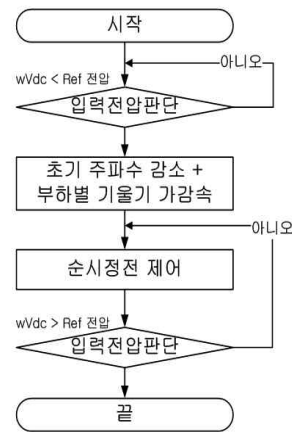 시작
아니오
wVdc < Ref 전압
입력전압판단
초기 주파수 감소 +
부하별 기울기 가감속
아니오
순시정전 제어
wVdc > Ref 전압
입력전압판단
끝